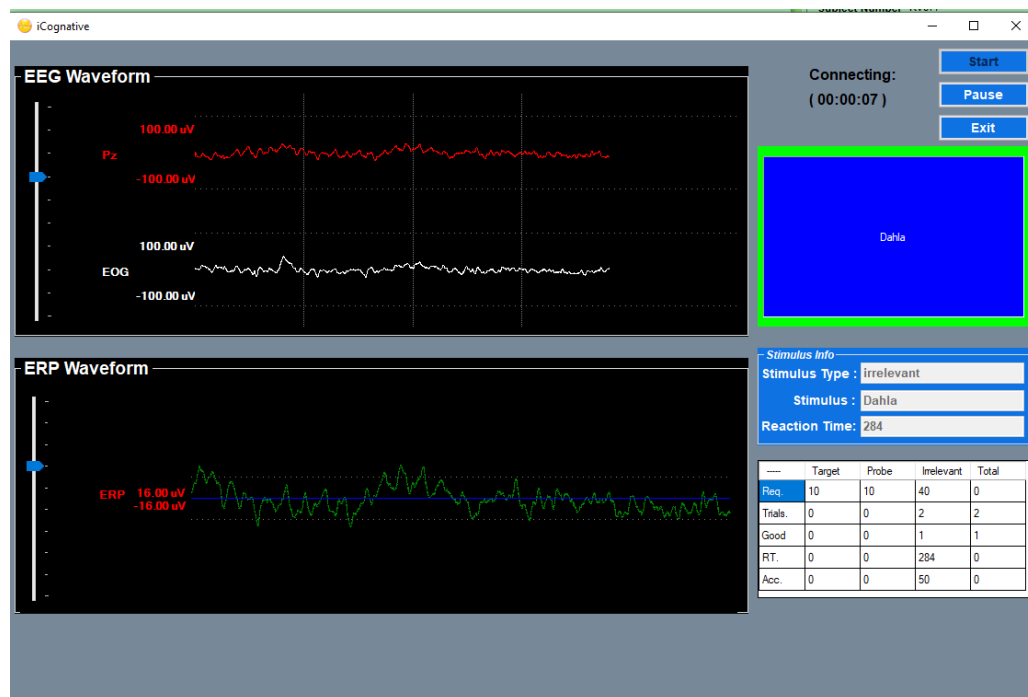 Subject Number
iCognative
EEG Waveform
100.00 uV
Pz
-100.00 uV
100.00 uV
EOG
-100.00 uV
Connecting:
( 00:00:07 )
Start
Pause
Exit
Dahla
ERP Waveform
ERP 16.00 uV
-16.00 uV
Stimulus Info
Stimulus Type : irrelevant
Stimulus : Dahla
Reaction Time: 284
---- Target Probe Irrelevant Total
Req. 10 10 40 0
Trials. 0 0 2 2
Good 0 0 1 1
RT. 0 0 284 0
Acc. 0 0 50 0